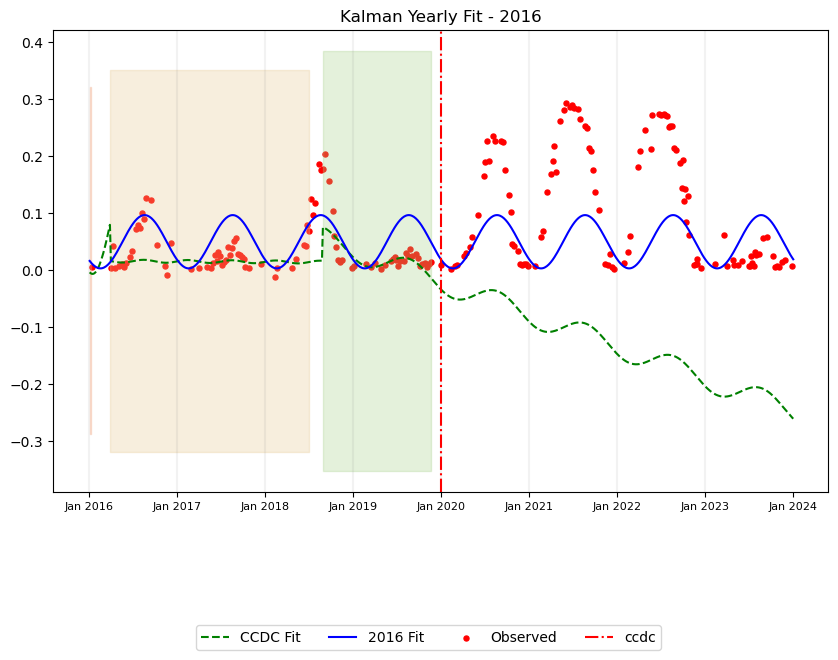 Kalman Yearly Fit - 2016
0.4
0.3
0.2
0.1
0.0
−0.1
−0.2
−0.3
Jan 2016 Jan 2017 Jan 2018 Jan 2019 Jan 2020 Jan 2021 Jan 2022 Jan 2023 Jan 2024
CCDC Fit 2016 Fit Observed ccdc